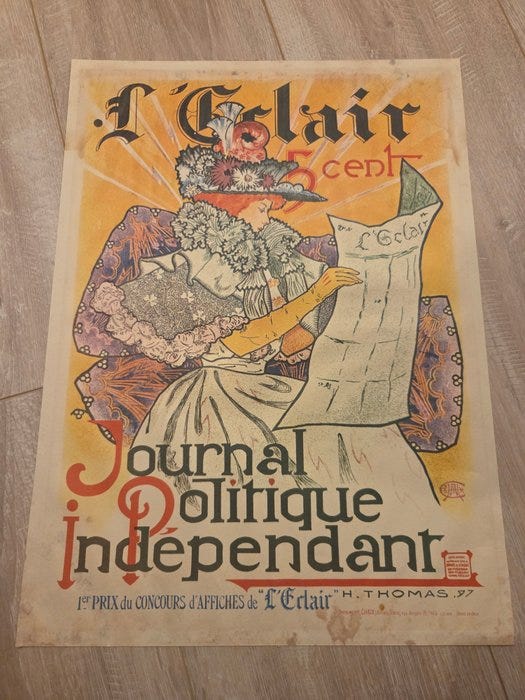 L'Eclair
5 cent
L'Eclair
Journal
Politique
Indépendant
1er PRIX du CONCOURS d'AFFICHES de "L'Eclair" H. THOMAS. 97